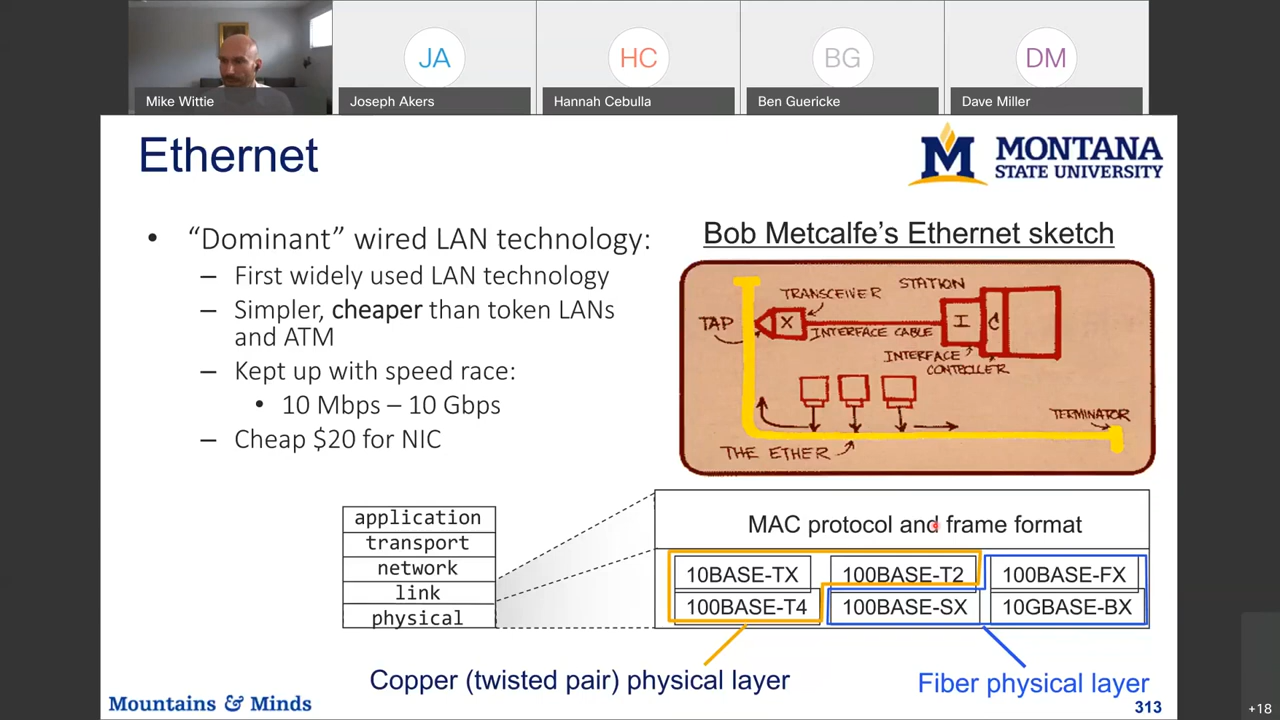 JA
HC
BG
DM
Mike Wittie
Joseph Akers
Hannah Cebulla
Ben Guericke
Dave Miller
Ethernet
M MONTANA
STATE UNIVERSITY
• “Dominant” wired LAN technology:
– First widely used LAN technology
– Simpler, cheaper than token LANs
and ATM
– Kept up with speed race:
• 10 Mbps – 10 Gbps
– Cheap $20 for NIC
Bob Metcalfe’s Ethernet sketch
TRANSCEIVER
STATION
TAP
X
I
C
INTERFACE CABLE
INTERFACE
CONTROLLER
TERMINATOR
THE ETHER
application
transport
network
link
physical
MAC protocol and frame format
10BASE-TX
100BASE-T2
100BASE-FX
100BASE-T4
100BASE-SX
10GBASE-BX
Copper (twisted pair) physical layer
Fiber physical layer
Mountains & Minds
313
+18